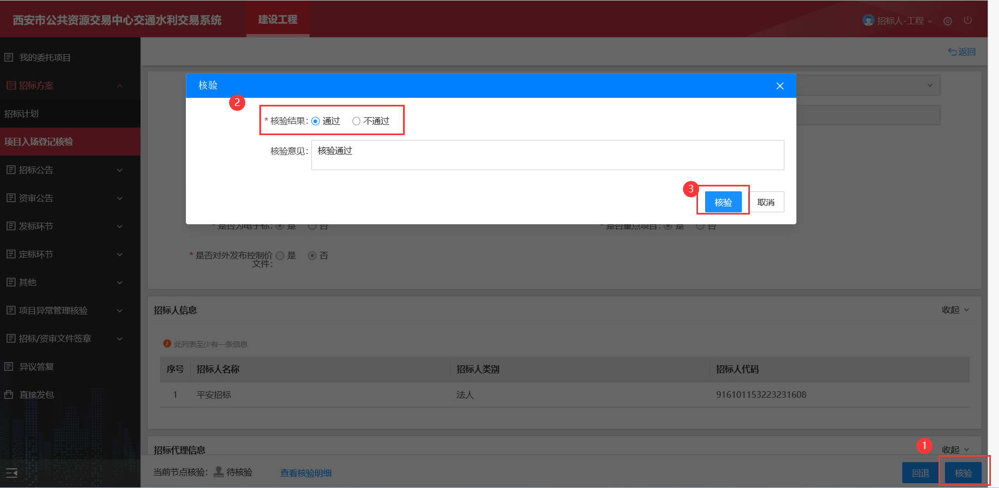 西安市公共资源交易中心交通水利交易系统
建设工程
招标人-工程
我的委托项目
招标方案
招标计划
项目入场登记核验
招标公告
资审公告
发标环节
定标环节
其他
项目异常管理核验
招标/资审文件签章
异议答复
直接发包
返回
核验
2
* 核验结果: 通过 不通过
核验意见: 核验通过
3
核验 取消
* 是否为电子标: 是 否 * 是否重点项目: 是 否
* 是否对外发布控制价 是 否
文件:
招标人信息 收起
此列表至少有一条信息
序号 招标人名称 招标人类别 招标人代码
1 平安招标 法人 916101153223231608
招标代理信息 收起
1
当前节点核验: 待核验 查看核验明细 回退 核验